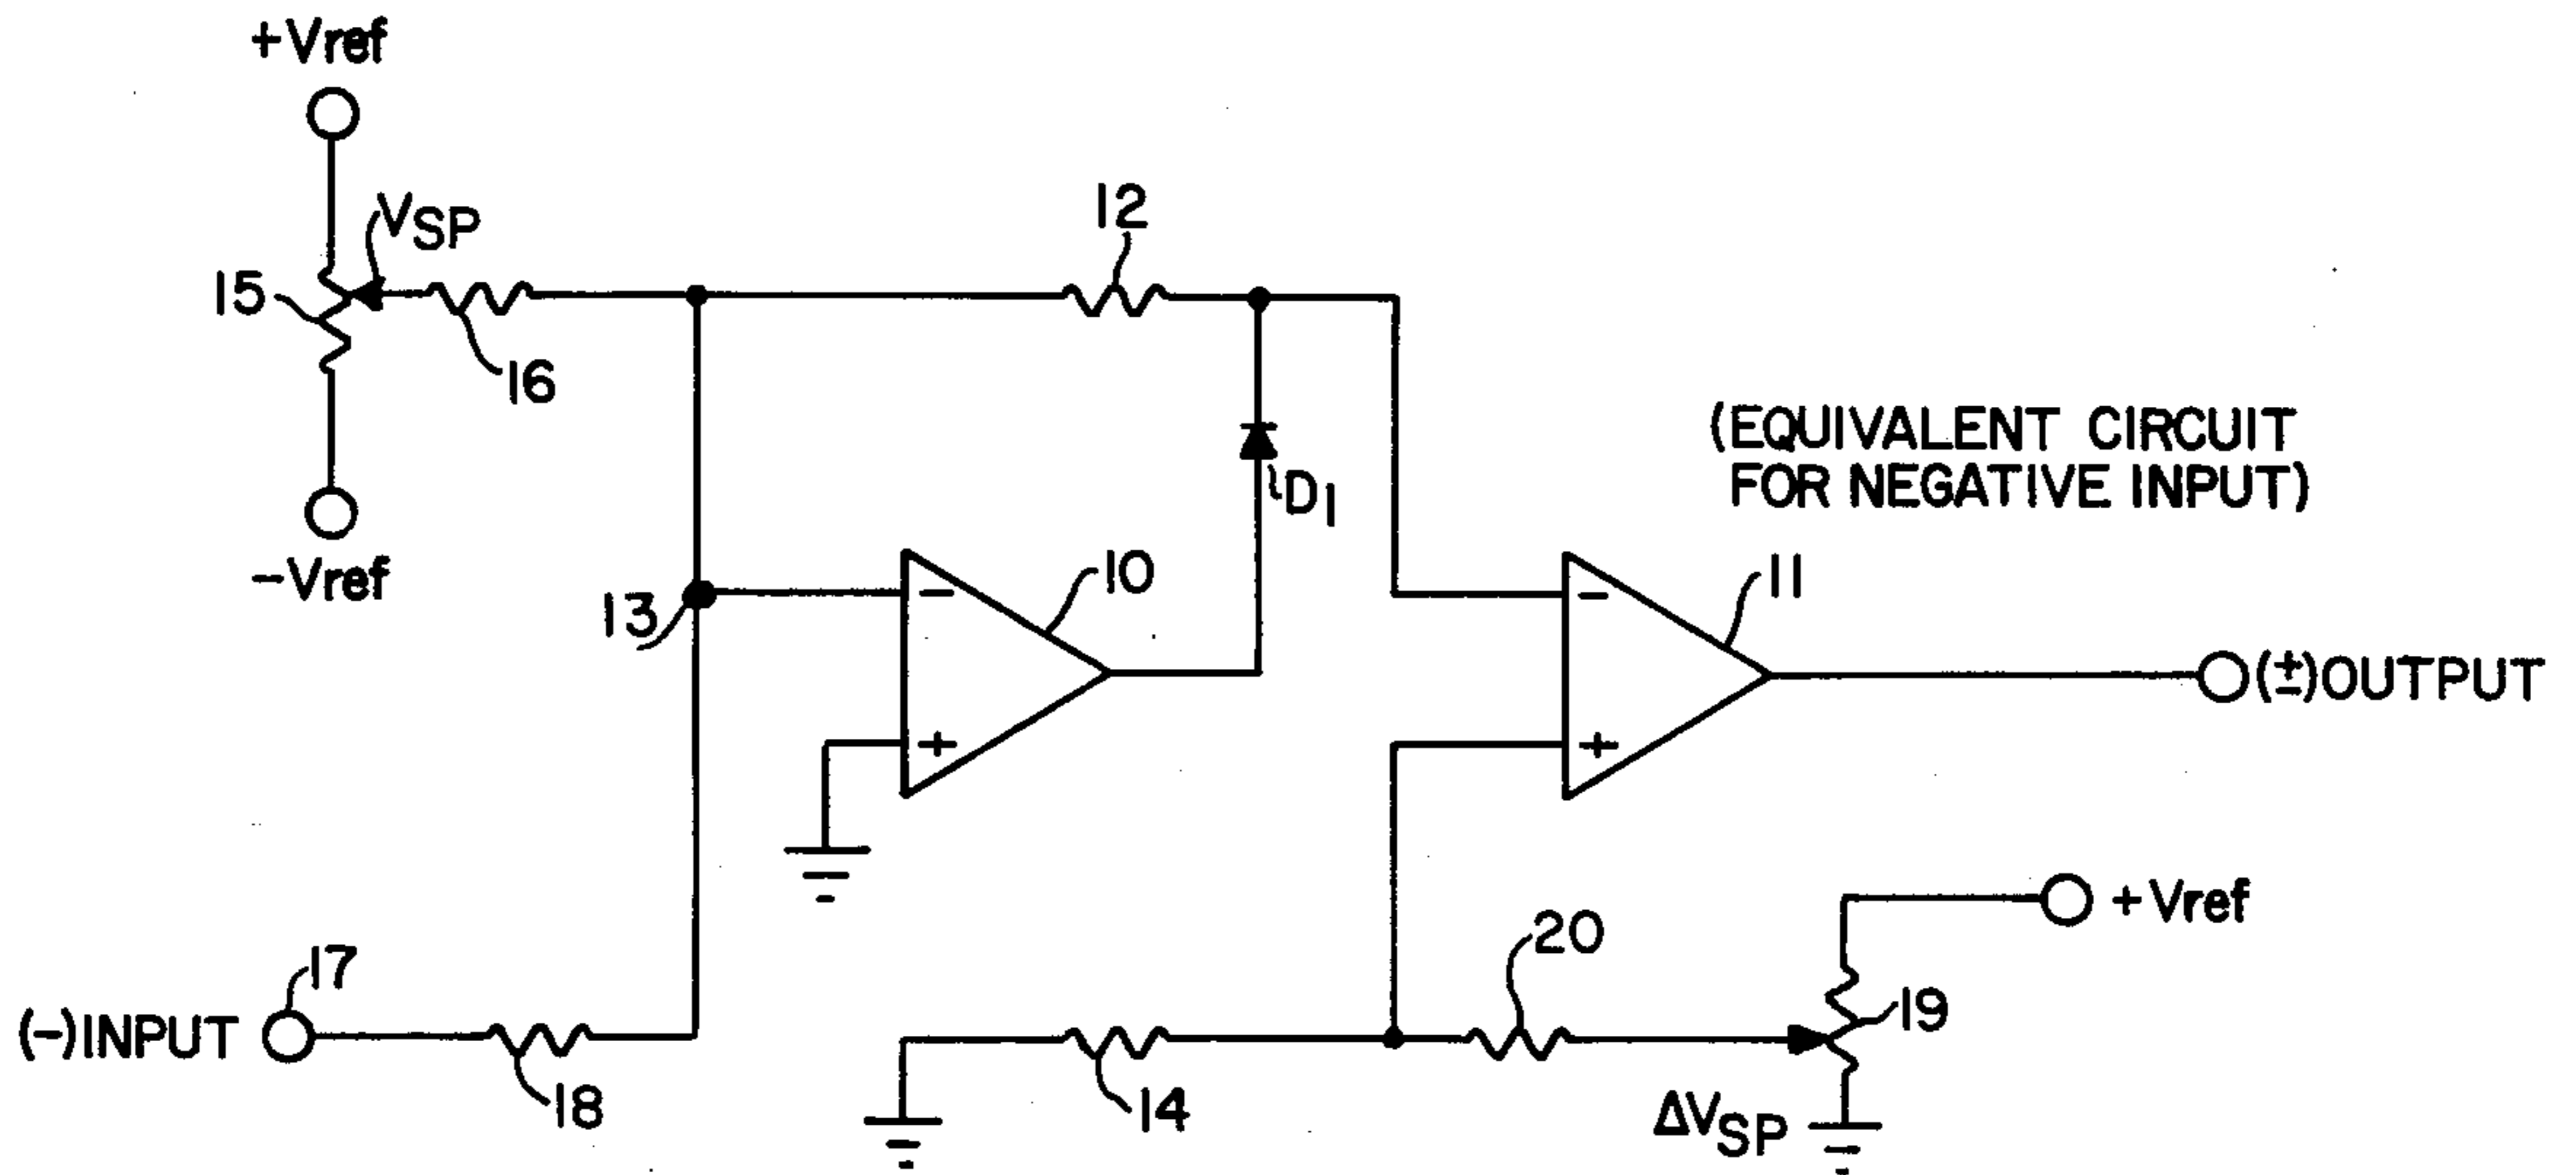 +Vref
VSP
12
15
16
(EQUIVALENT CIRCUIT
FOR NEGATIVE INPUT)
D1
-Vref
13
-
10
-
11
+
+
(±)OUTPUT
17
20
+Vref
(-)INPUT
19
18
14
ΔVSP